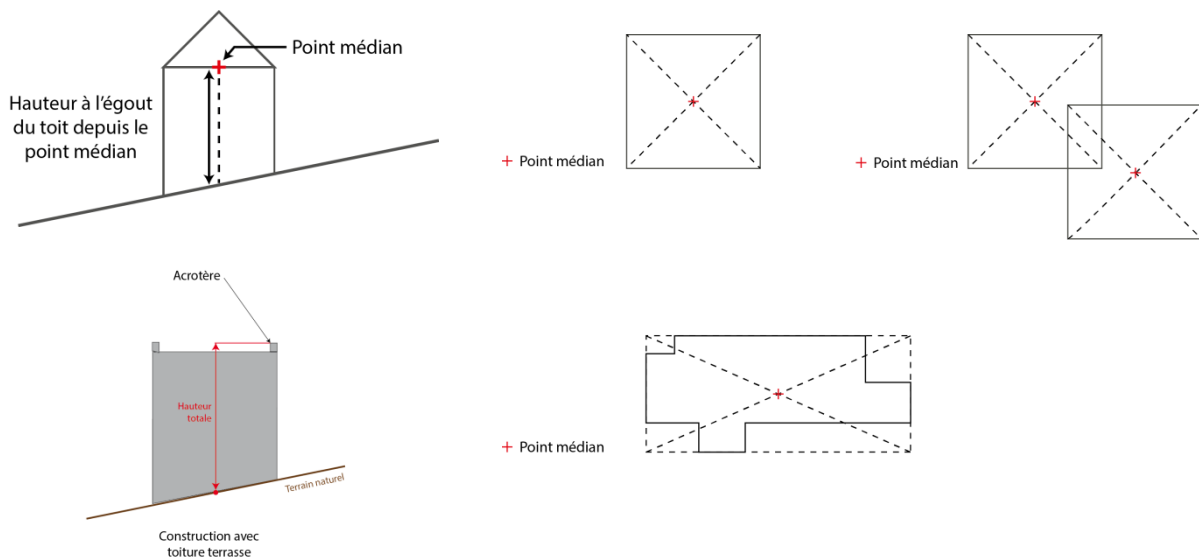 Point médian
Hauteur à l'égout
du toit depuis le
point médian
Point médian
Point médian
Acrotère
Hauteur
totale
Terrain naturel
Construction avec
toiture terrasse
Point médian